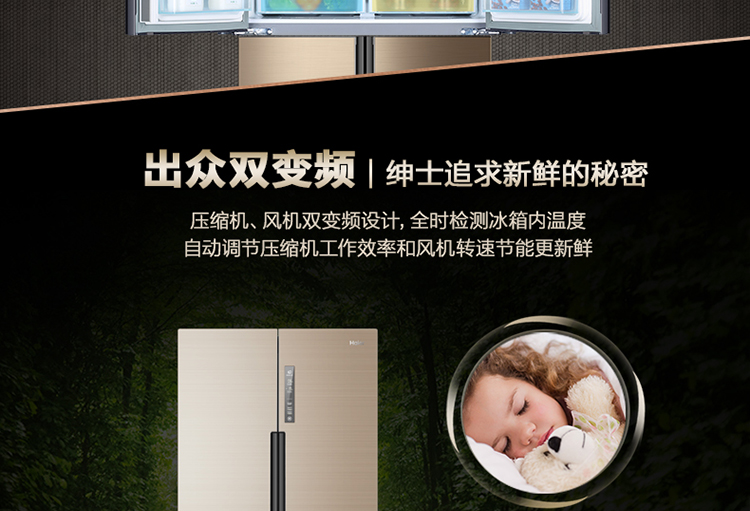 出众双变频 | 绅士追求新鲜的秘密
压缩机、风机双变频设计，全时检测冰箱内温度
自动调节压缩机工作效率和风机转速节能更新鲜